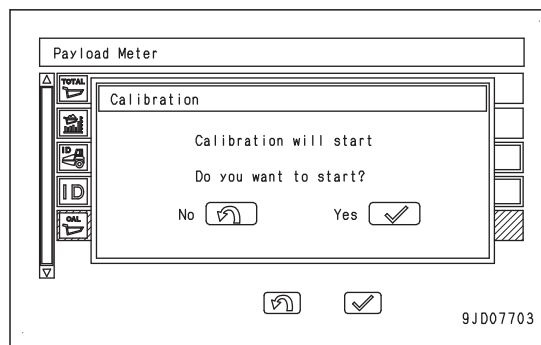 Payload Meter
TOTAL
Calibration
Calibration will start
ID
Do you want to start?
ID
No
Yes
CAL
9JD07703